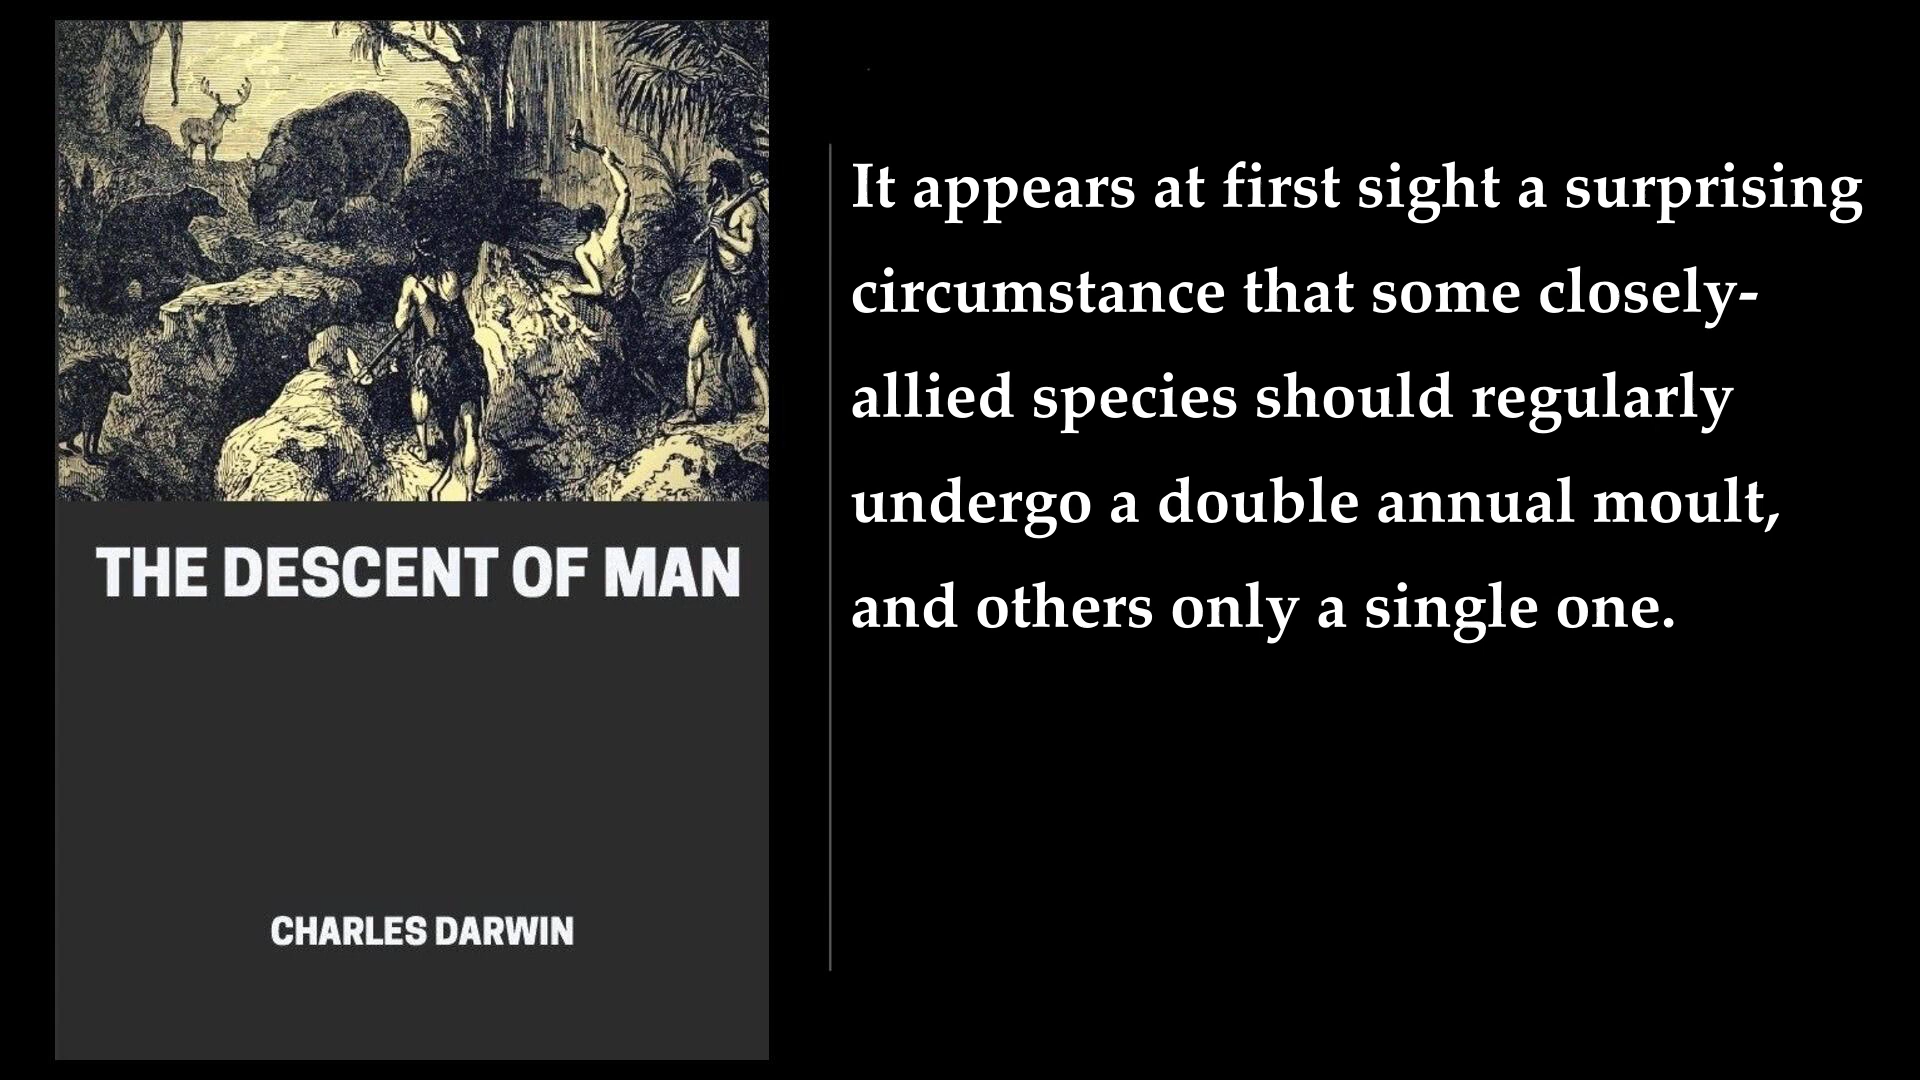 THE DESCENT OF MAN
CHARLES DARWIN
It appears at first sight a surprising
circumstance that some closely-
allied species should regularly
undergo a double annual moult,
and others only a single one.